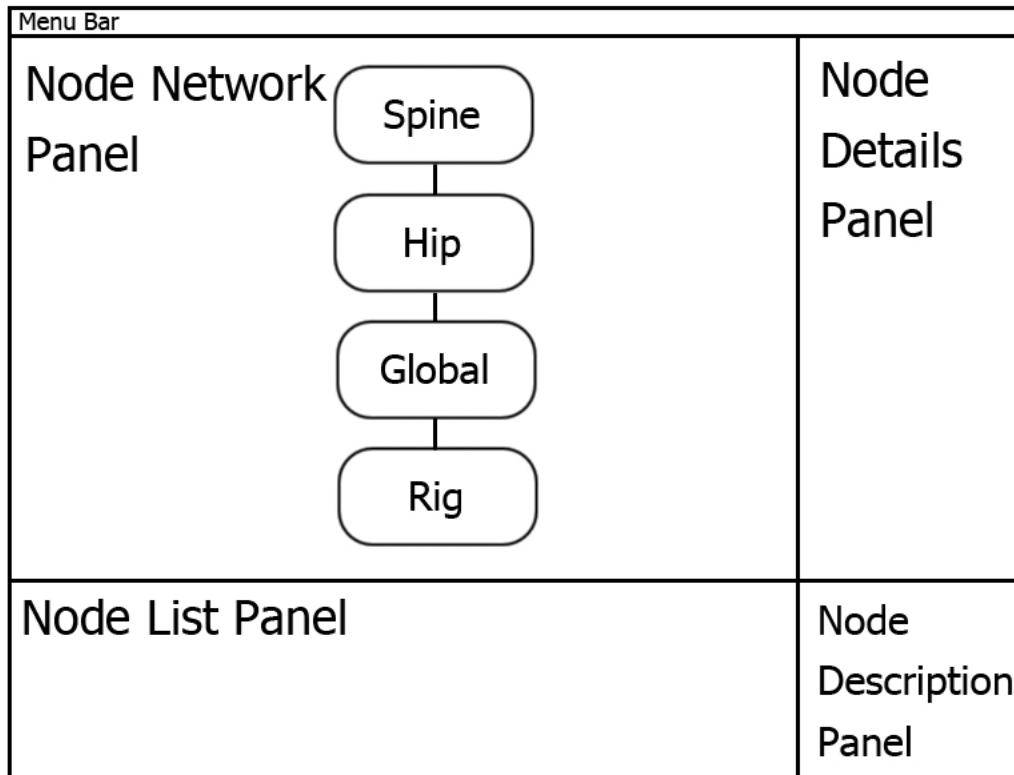 Menu Bar
Node Network
Panel
Spine
Hip
Global
Rig
Node
Details
Panel
Node List Panel
Node
Description
Panel